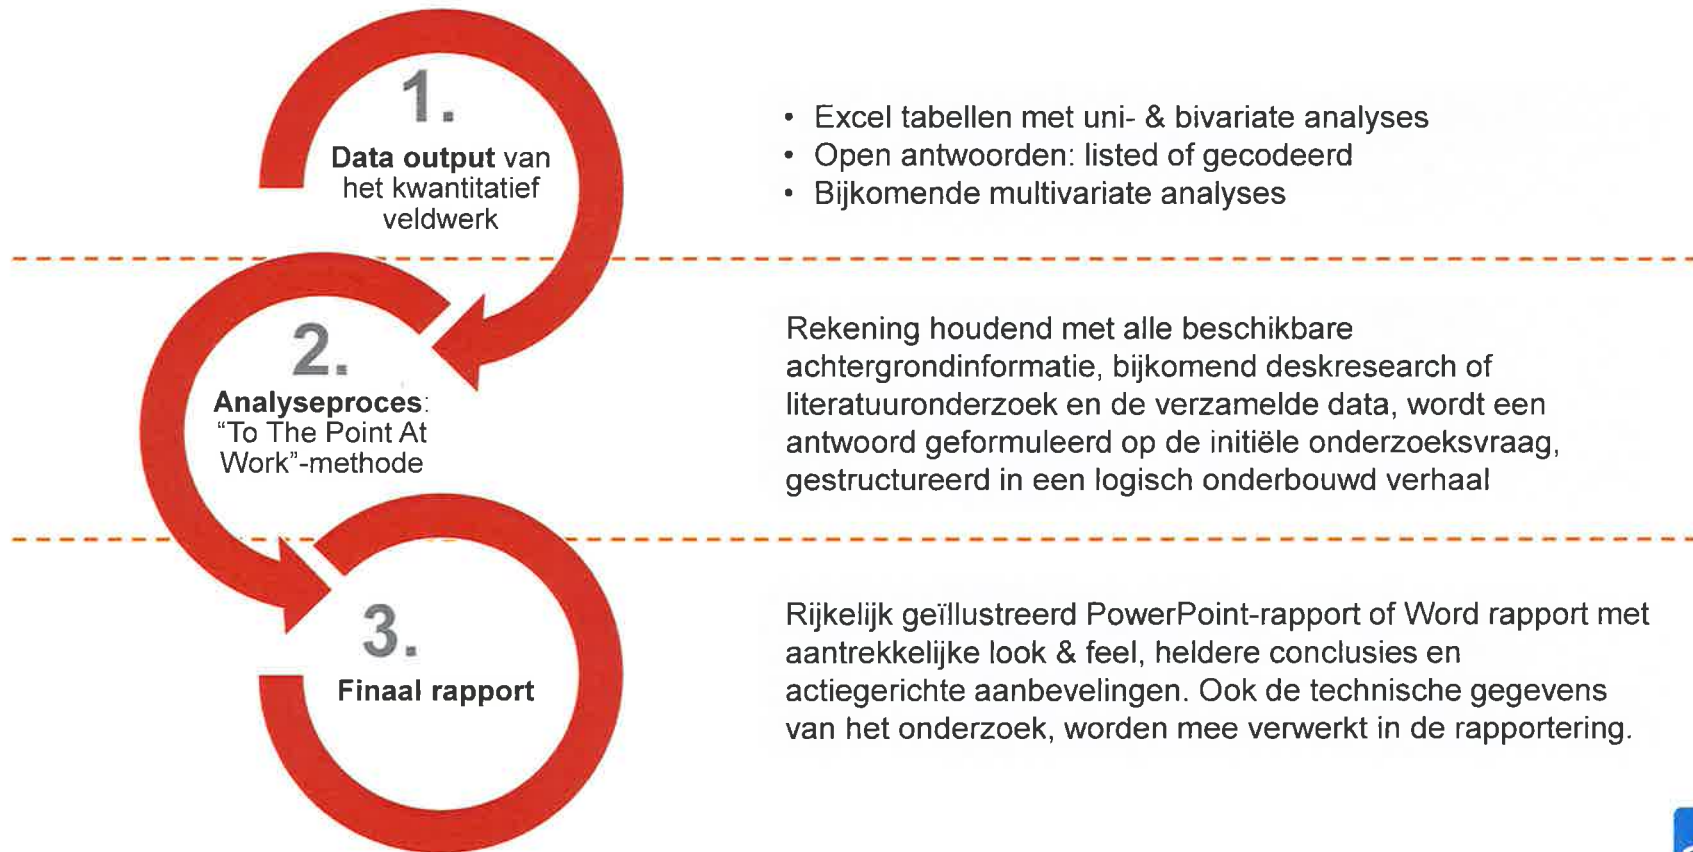 1.
Data output van
het kwantitatief
veldwerk
• Excel tabellen met uni- & bivariate analyses
• Open antwoorden: listed of gecodeerd
• Bijkomende multivariate analyses
2.
Analyseproces:
“To The Point At
Work”-methode
Rekening houdend met alle beschikbare
achtergrondinformatie, bijkomend deskresearch of
literatuuronderzoek en de verzamelde data, wordt een
antwoord geformuleerd op de initiële onderzoeksvraag,
gestructureerd in een logisch onderbouwd verhaal
3.
Finaal rapport
Rijkelijk geïllustreerd PowerPoint-rapport of Word rapport met
aantrekkelijke look & feel, heldere conclusies en
actiegerichte aanbevelingen. Ook de technische gegevens
van het onderzoek, worden mee verwerkt in de rapportering.